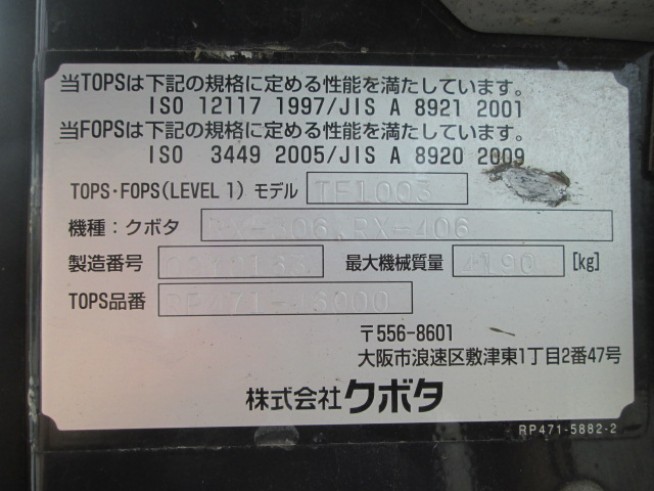 当TOPSは下記の規格に定める性能を満たしています。
ISO 12117 1997/JIS A 8921 2001
当FOPSは下記の規格に定める性能を満たしています。
ISO 3449 2005/JIS A 8920 2009
TOPS・FOPS(LEVEL 1) モデル TF1003
機種：クボタ RX-306、RX-406
製造番号 最大機械質量 4190 [kg]
TOPS品番
〒556-8601
大阪市浪速区敷津東1丁目2番47号
株式会社クボタ
RP471-5882-2